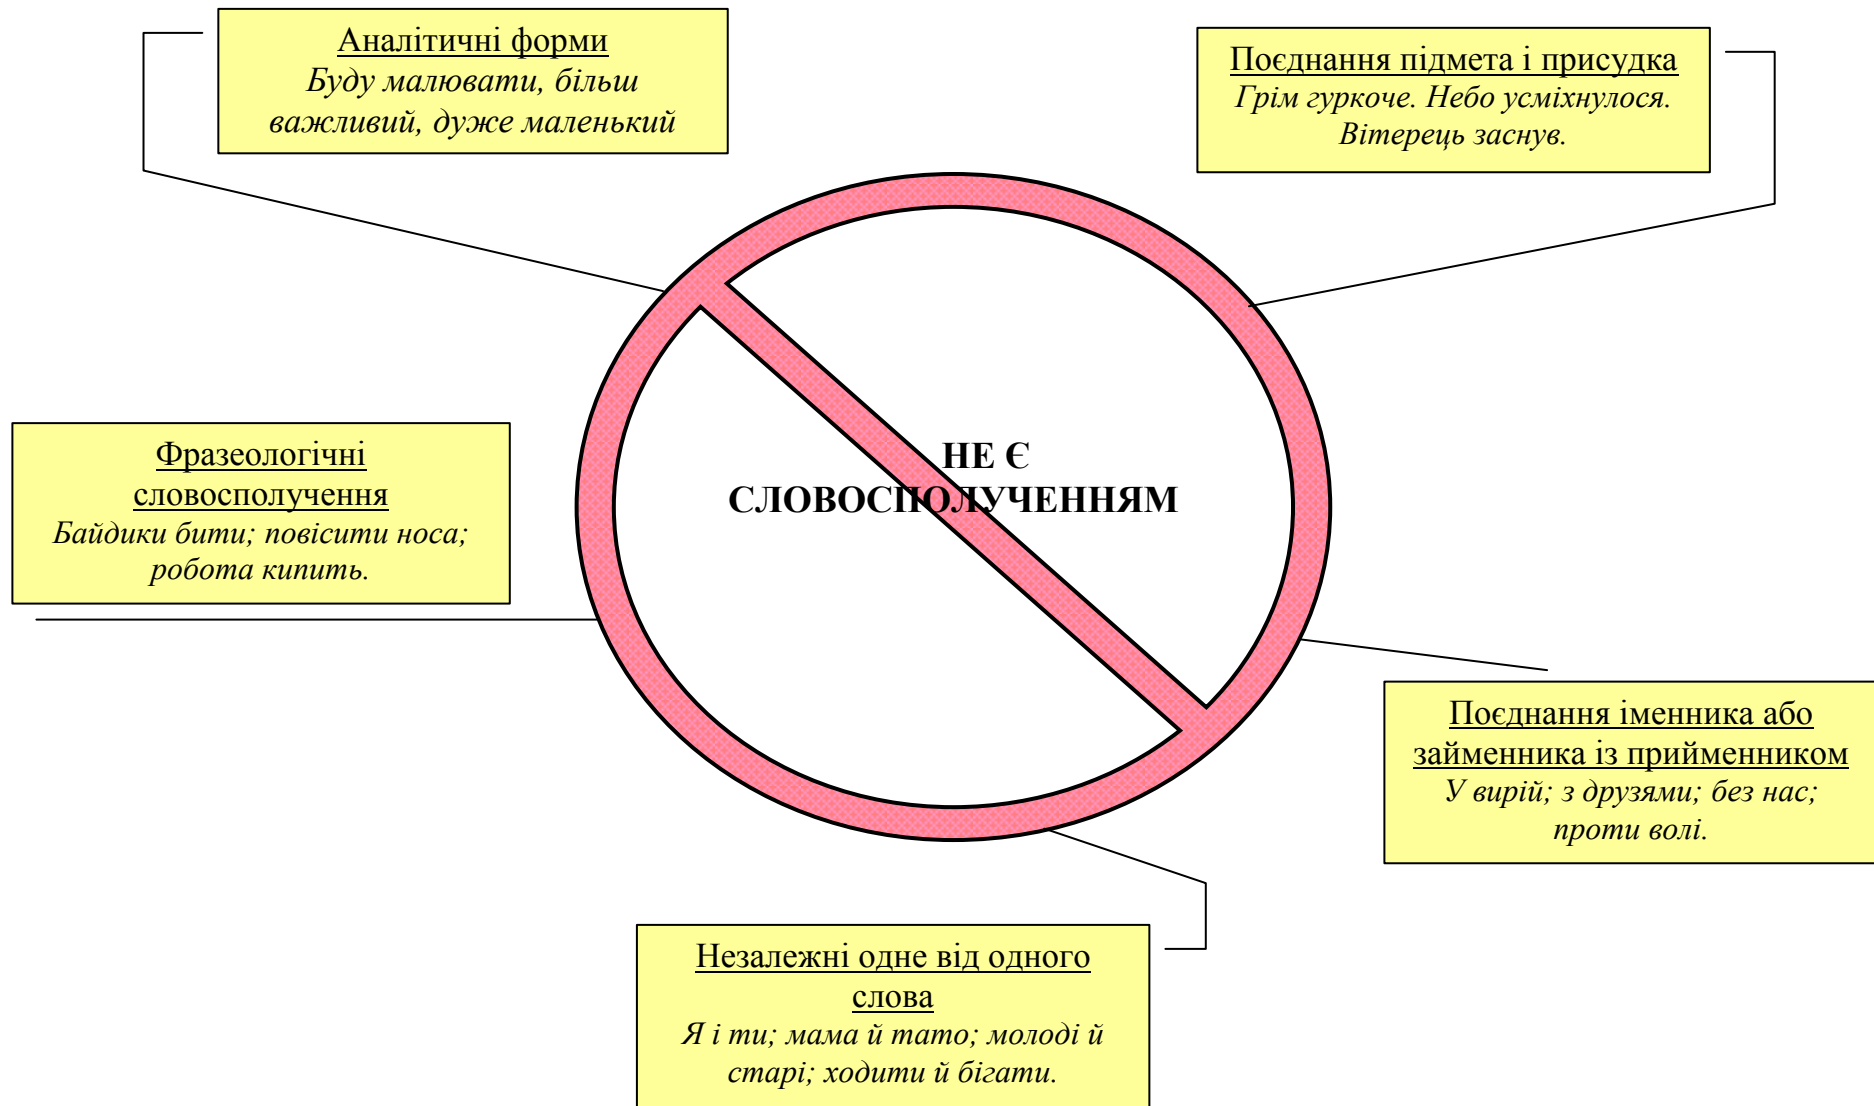 Аналітичні форми
Буду малювати, більш
важливий, дуже маленький
Поєднання підмета і присудка
Грім гуркоче. Небо усміхнулося.
Вітерець заснув.
НЕ Є
СЛОВОСПОЛУЧЕННЯМ
Фразеологічні
словосполучення
Байдики бити; повісити носа;
робота кипить.
Поєднання іменника або
займенника із прийменником
У вирій; з друзями; без нас;
проти волі.
Незалежні одне від одного
слова
Я і ти; мама й тато; молоді й
старі; ходити й бігати.